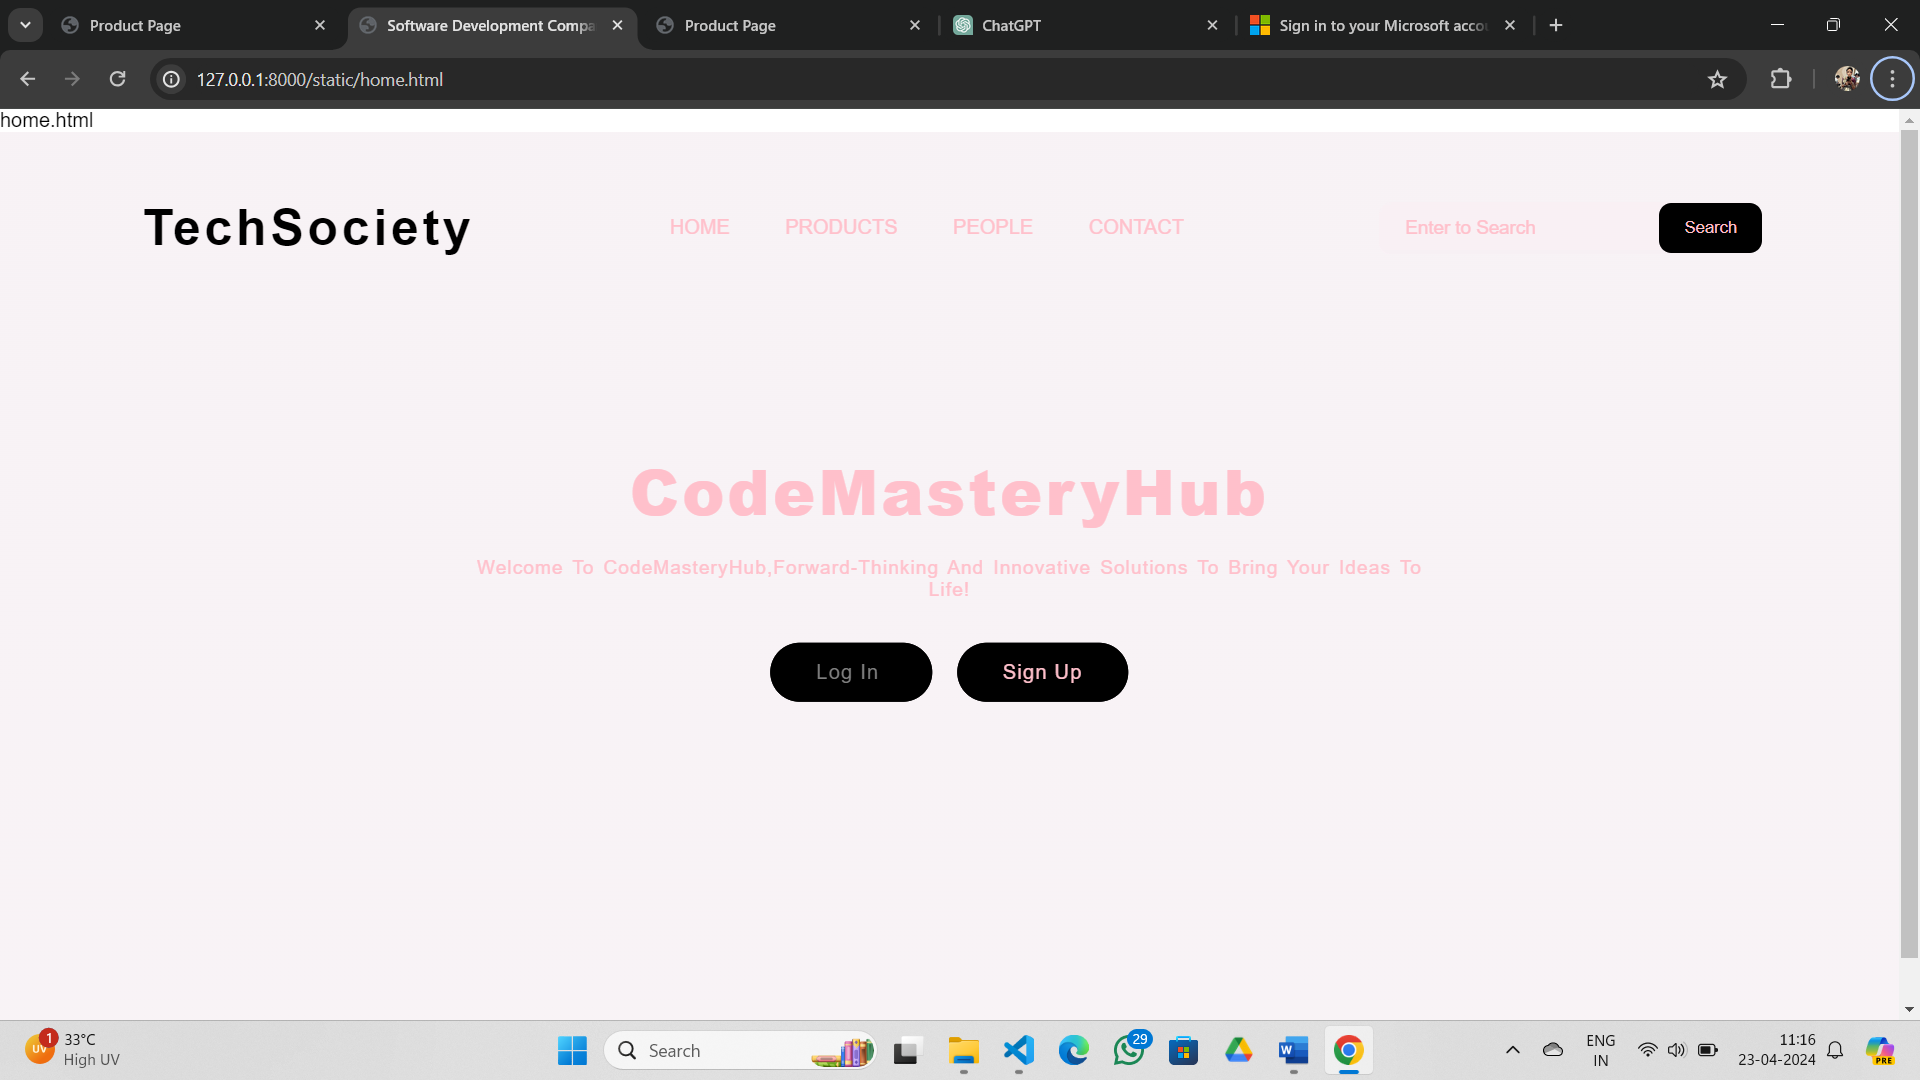 Product Page
Software Development Compa
Product Page
ChatGPT
Sign in to your Microsoft accou
127.0.0.1:8000/static/home.html
home.html
TechSociety
HOME PRODUCTS PEOPLE CONTACT
Enter to Search
Search
CodeMasteryHub
Welcome To CodeMasteryHub,Forward-Thinking And Innovative Solutions To Bring Your Ideas To
Life!
Log In
Sign Up
UV
1
33°C
High UV
Search
29
W
ENG
IN
11:16
23-04-2024
PRE